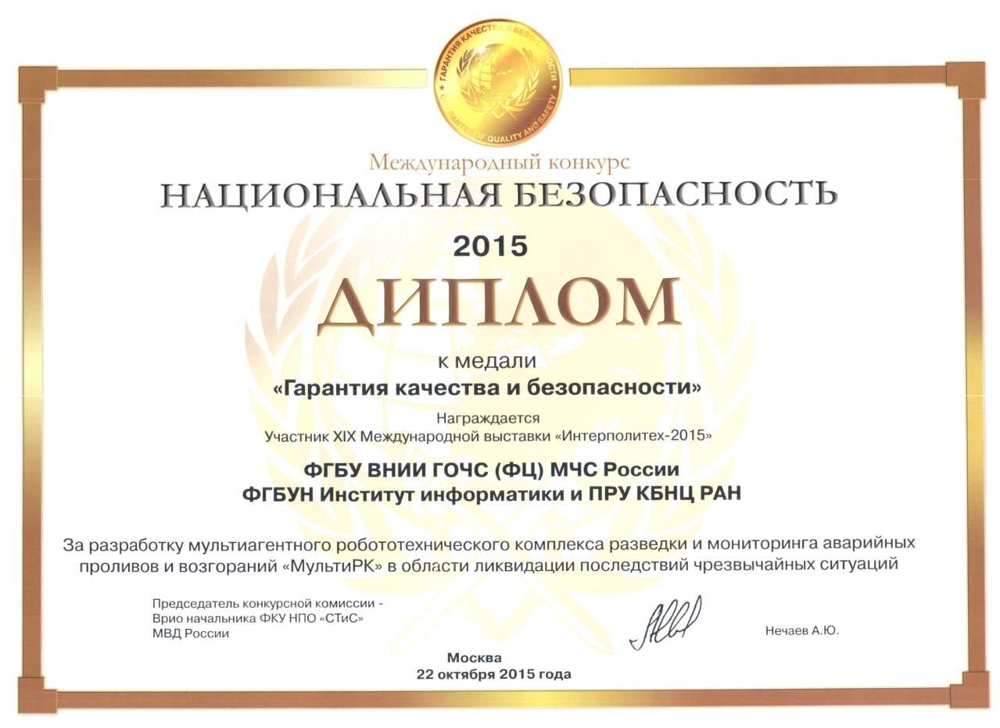 ГАРАНТИЯ КАЧЕСТВА И БЕЗОПАСНОСТИ
GUARANTEE OF QUALITY AND SAFETY
Международный конкурс
НАЦИОНАЛЬНАЯ БЕЗОПАСНОСТЬ
2015
ДИПЛОМ
к медали
«Гарантия качества и безопасности»
Награждается
Участник XIX Международной выставки «Интерполитех-2015»
ФГБУ ВНИИ ГОЧС (ФЦ) МЧС России
ФГБУН Институт информатики и ПРУ КБНЦ РАН
За разработку мультиагентного робототехнического комплекса разведки и мониторинга аварийных
проливов и возгораний «МультиРК» в области ликвидации последствий чрезвычайных ситуаций
Председатель конкурсной комиссии -
Врио начальника ФКУ НПО «СТиС»
МВД России
Нечаев А.Ю.
Москва
22 октября 2015 года